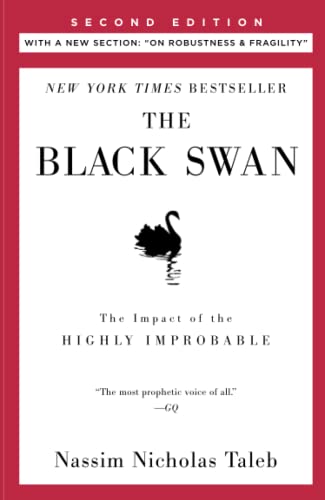 SECOND EDITION
WITH A NEW SECTION: “ON ROBUSTNESS & FRAGILITY”
NEW YORK TIMES BESTSELLER
THE
BLACK SWAN
The Impact of the
HIGHLY IMPROBABLE
“The most prophetic voice of all.”
—GQ
Nassim Nicholas Taleb